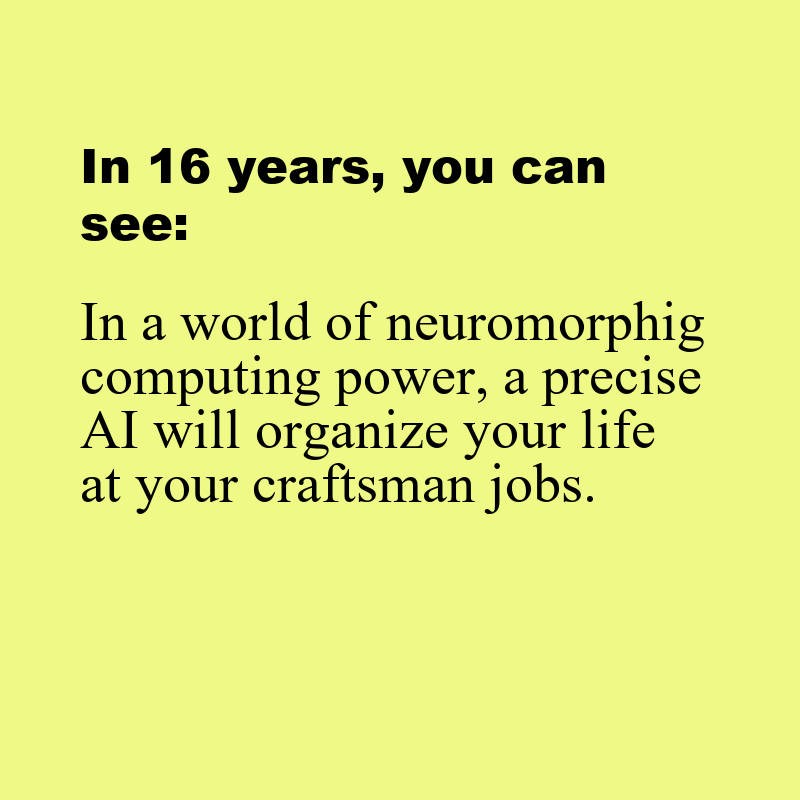 In 16 years, you can
see:
In a world of neuromorphig
computing power, a precise
AI will organize your life
at your craftsman jobs.